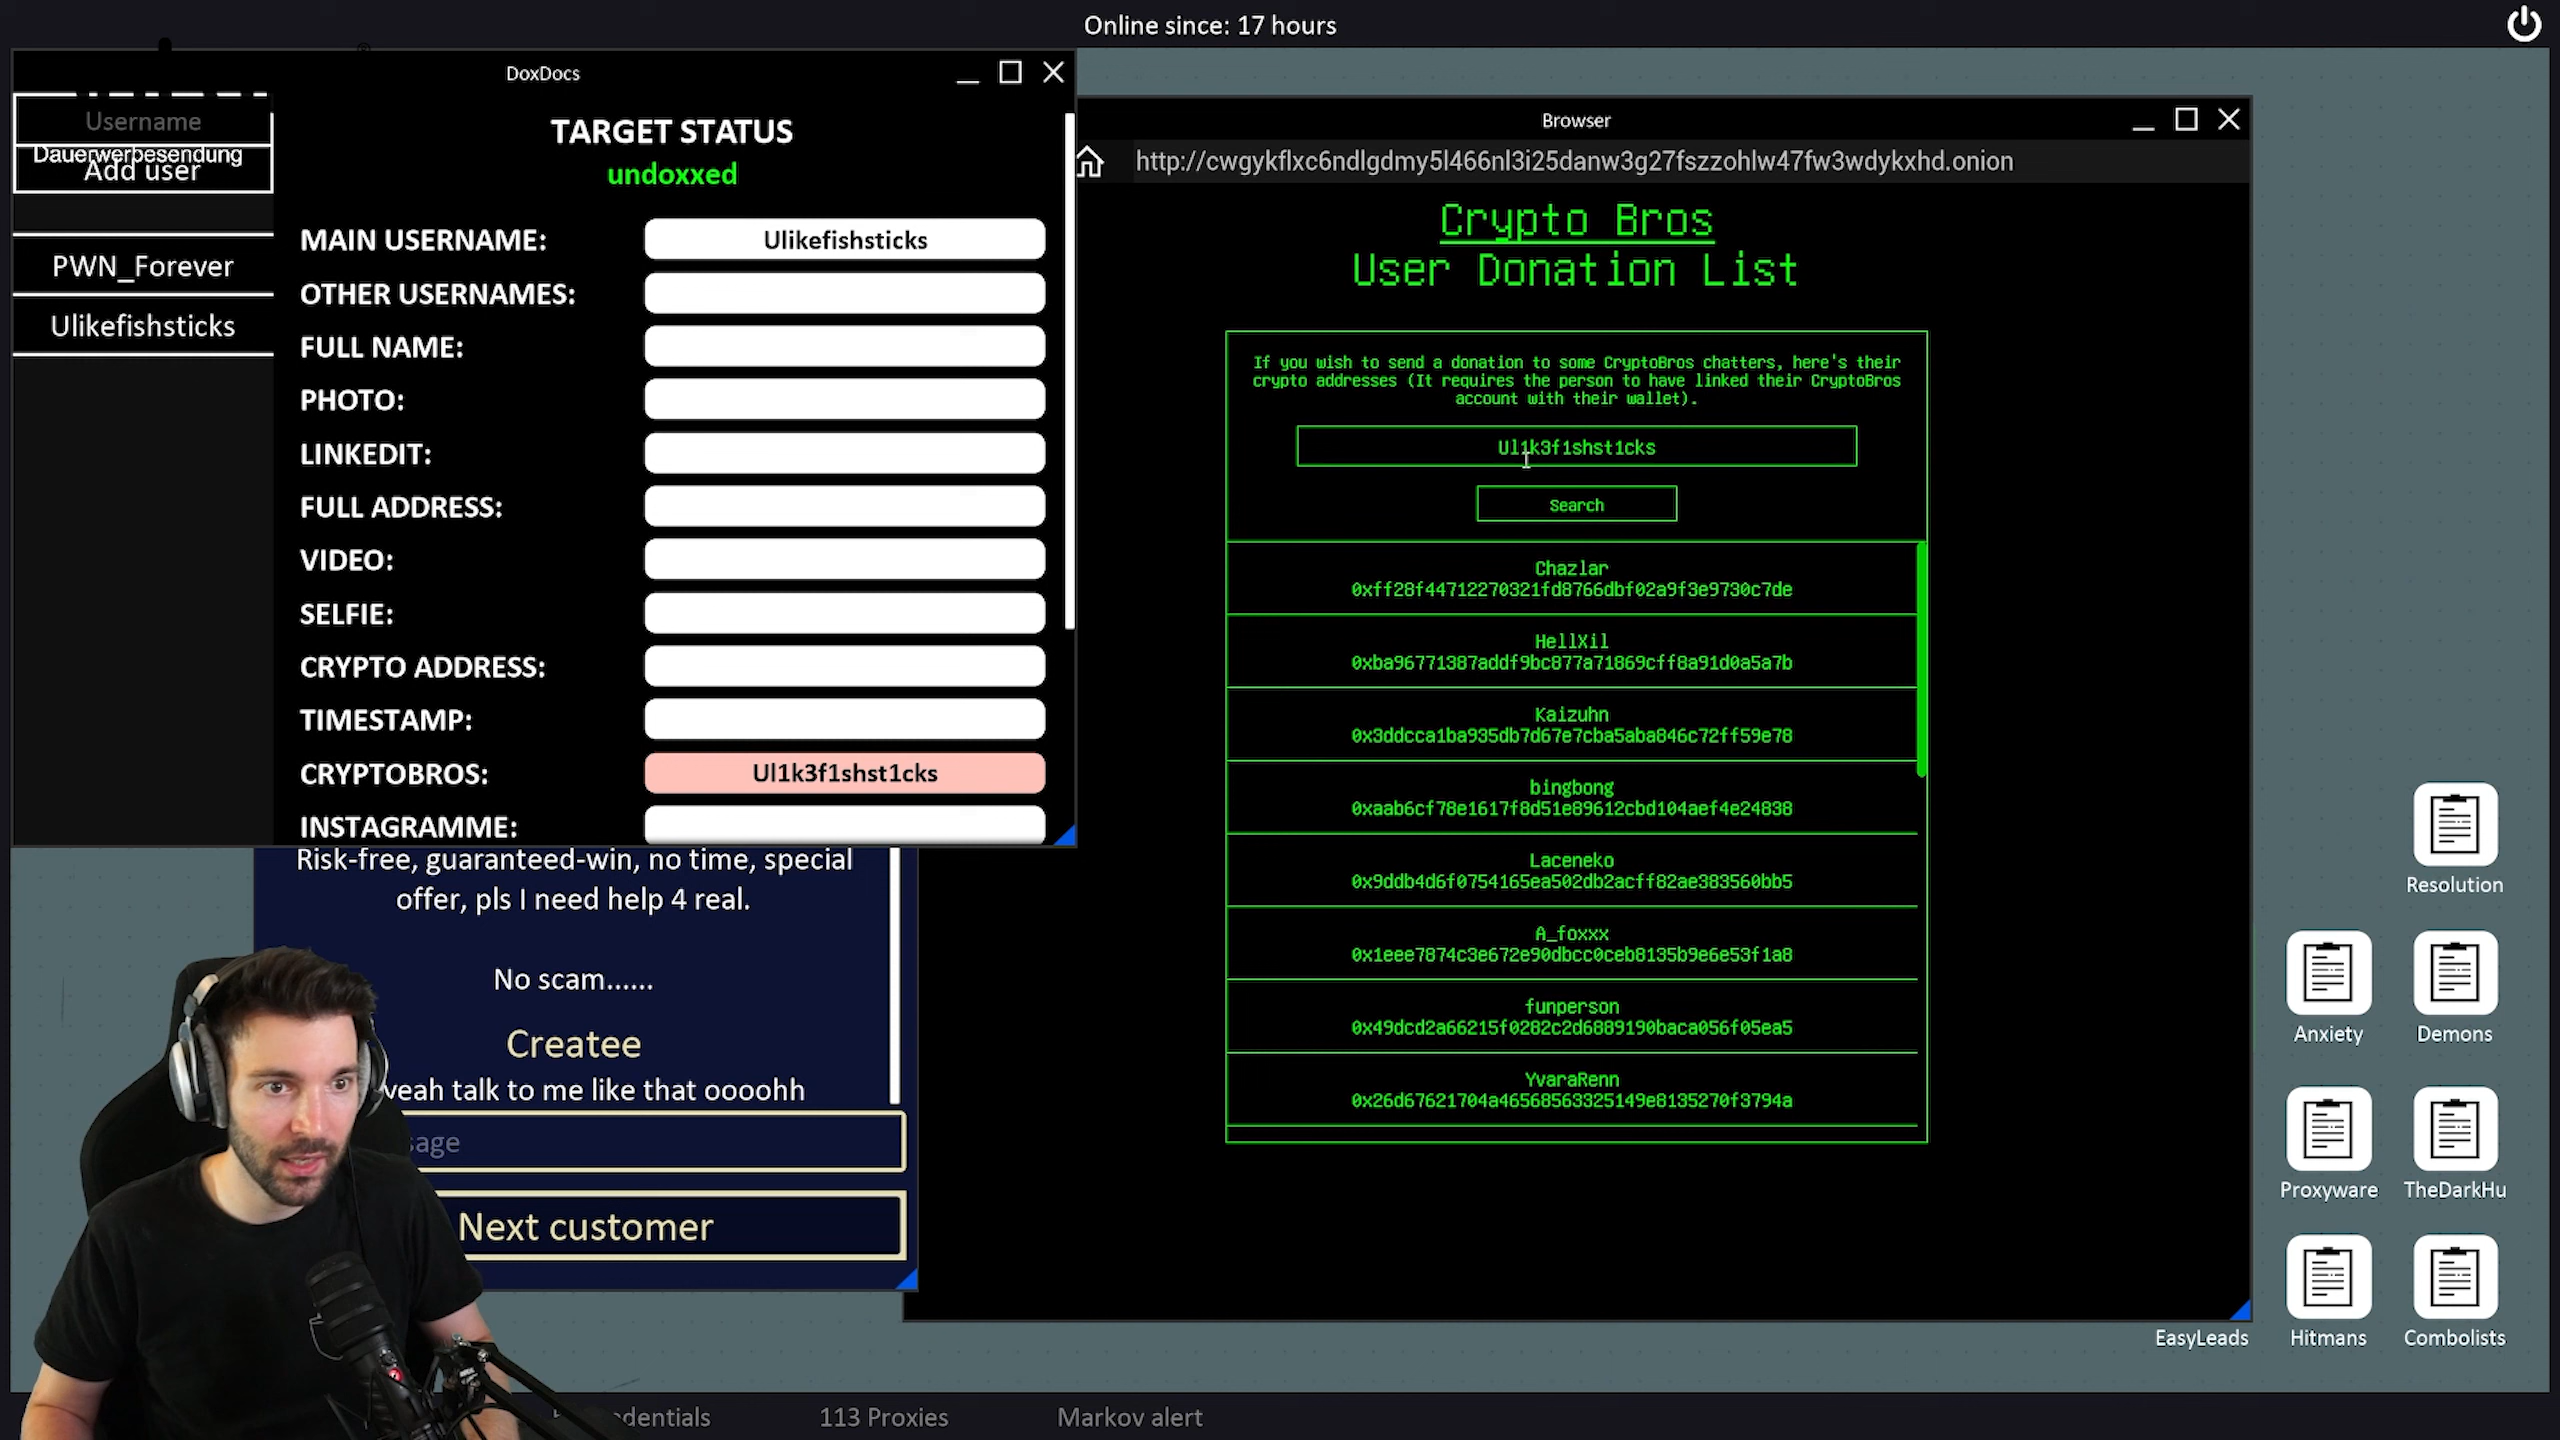 Online since: 17 hours
DoxDocs
Username
Dauerwerbesendung
Add user
PWN_Forever
Ulikefishsticks
TARGET STATUS
undoxxed
MAIN USERNAME: Ulikefishsticks
OTHER USERNAMES:
FULL NAME:
PHOTO:
LINKEDIT:
FULL ADDRESS:
VIDEO:
SELFIE:
CRYPTO ADDRESS:
TIMESTAMP:
CRYPTOBROS: Ul1k3f1shst1cks
INSTAGRAMME:
Risk-free, guaranteed-win, no time, special
offer, pls I need help 4 real.
No scam......
Createe
yeah talk to me like that oooohh
Next customer
Browser
http://cwgykflxc6ndlgdmy5l466nl3i25danw3g27fszzohlw47fw3wdykxhd.onion
Crypto Bros
User Donation List
If you wish to send a donation to some CryptoBros chatters, here's their
crypto addresses (It requires the person to have linked their CryptoBros
account with their wallet).
Ul1k3f1shst1cks
Search
Chazlar
0xff28f44712270321fd8766dbf02a9f3e9730c7de
HellXil
0xba96771387addf9bc877a71869cff8a91d0a5a7b
Kaizuhn
0x3ddcca1ba935db7d67e7cba5aba846c72ff59e78
bingbong
0xaab6cf78e1617f8d51e89612cbd104aef4e24838
Laceneko
0x9ddb4d6f0754165ea502db2acff82ae383560bb5
A_foxxx
0x1eee7874c3e672e90dbcc0ceb8135b9e6e53f1a8
funperson
0x49dcd2a66215f0282c2d6889190baca056f05ea5
YvaraRenn
0x26d67621704a46568563325149e8135270f3794a
Resolution
Anxiety
Demons
Proxyware
TheDarkHu
EasyLeads
Hitmans
Combolists
113 Proxies
Markov alert